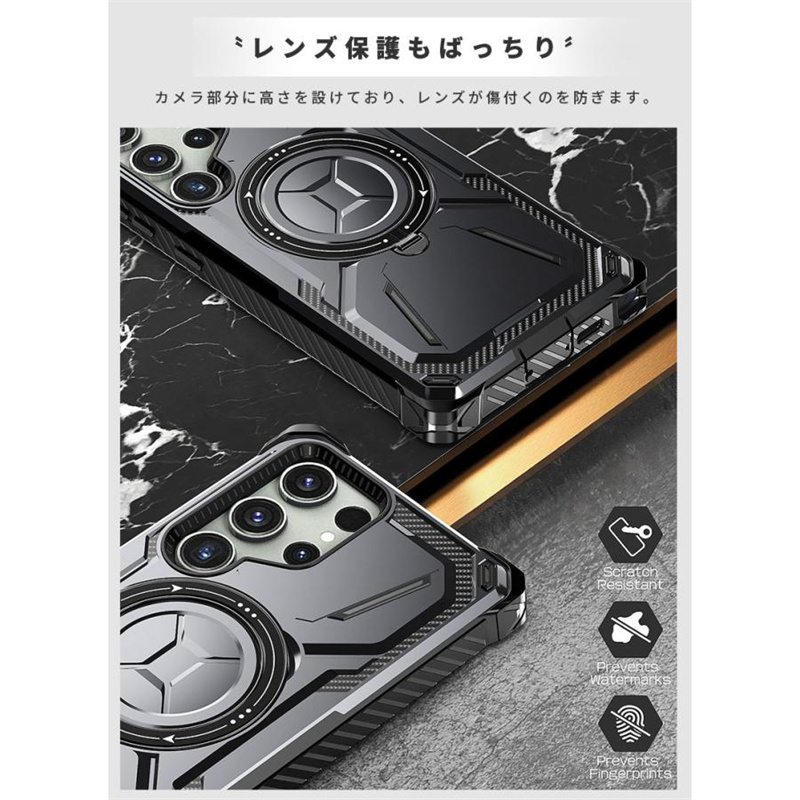 〝レンズ保護もばっちり〞
カメラ部分に高さを設けており、レンズが傷付くのを防ぎます。
Scratch
Resistant
Prevents
Watermarks
Prevents
Fingerprints